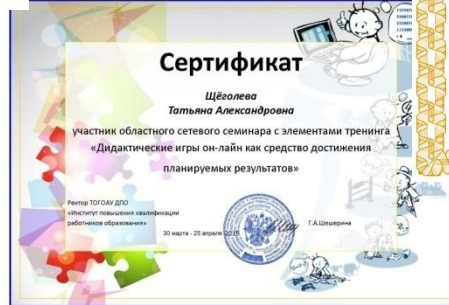 Сертификат
Щёголева
Татьяна Александровна
участник областного сетевого семинара с элементами тренинга
«Дидактические игры он-лайн как средство достижения
планируемых результатов»
Ректор ТОГОАУ ДПО
«Институт повышения квалификации
работников образования»
Г.А.Шешерина
30 марта - 25 апреля